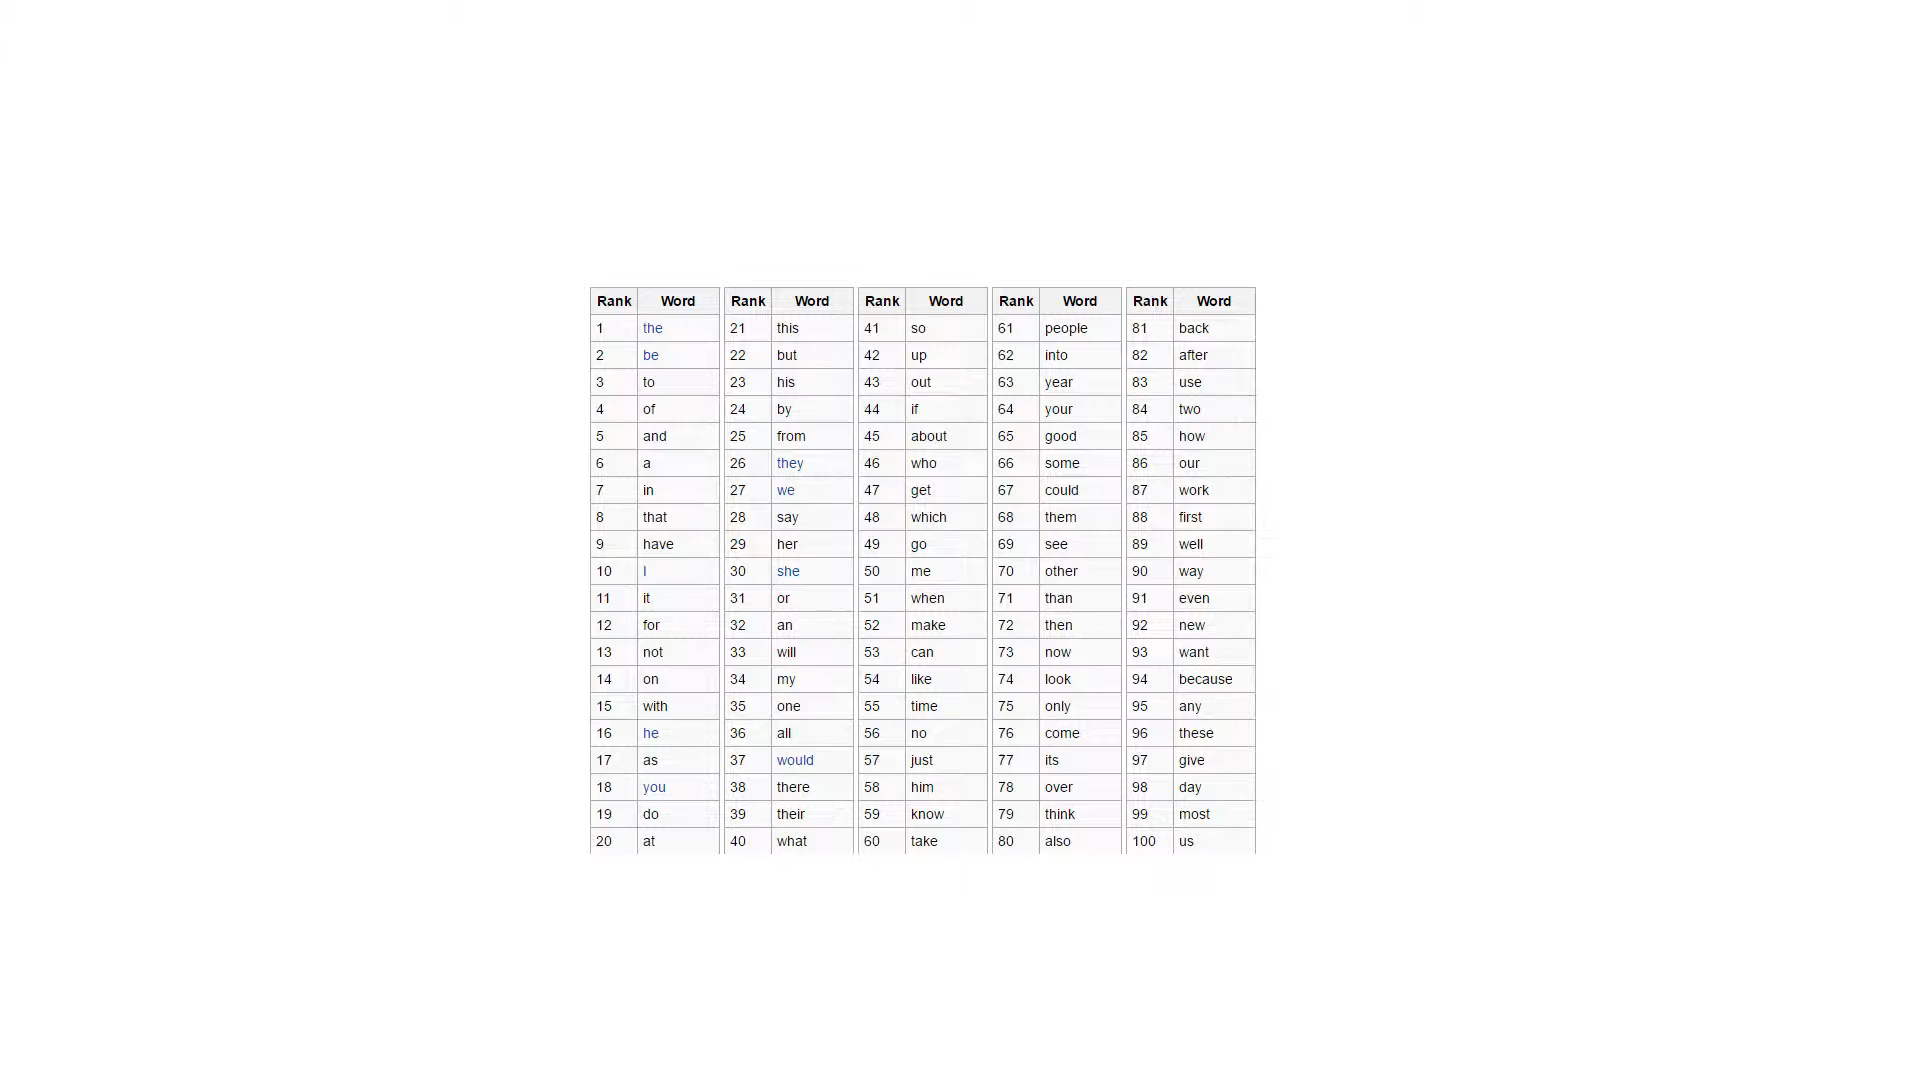 Rank Word Rank Word Rank Word Rank Word Rank Word
1 the 21 this 41 so 61 people 81 back
2 be 22 but 42 up 62 into 82 after
3 to 23 his 43 out 63 year 83 use
4 of 24 by 44 if 64 your 84 two
5 and 25 from 45 about 65 good 85 how
6 a 26 they 46 who 66 some 86 our
7 in 27 we 47 get 67 could 87 work
8 that 28 say 48 which 68 them 88 first
9 have 29 her 49 go 69 see 89 well
10 I 30 she 50 me 70 other 90 way
11 it 31 or 51 when 71 than 91 even
12 for 32 an 52 make 72 then 92 new
13 not 33 will 53 can 73 now 93 want
14 on 34 my 54 like 74 look 94 because
15 with 35 one 55 time 75 only 95 any
16 he 36 all 56 no 76 come 96 these
17 as 37 would 57 just 77 its 97 give
18 you 38 there 58 him 78 over 98 day
19 do 39 their 59 know 79 think 99 most
20 at 40 what 60 take 80 also 100 us